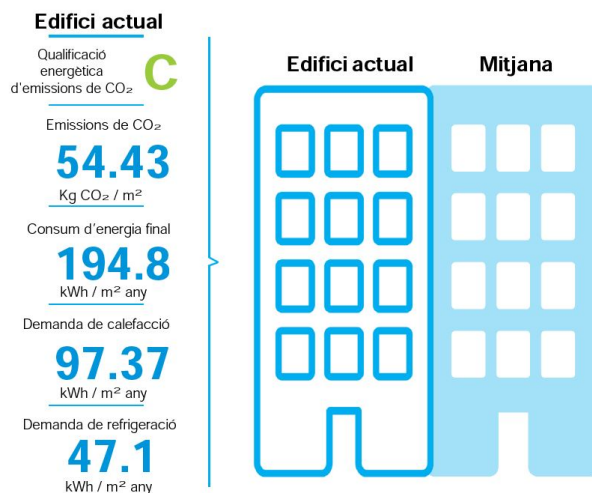 Edifici actual
Qualificació
energètica
d'emissions de CO₂
C
Emissions de CO₂
54.43
Kg CO₂ / m²
Consum d'energia final
194.8
kWh / m² any
Demanda de calefacció
97.37
kWh / m² any
Demanda de refrigeració
47.1
kWh / m² any
Edifici actual
Mitjana